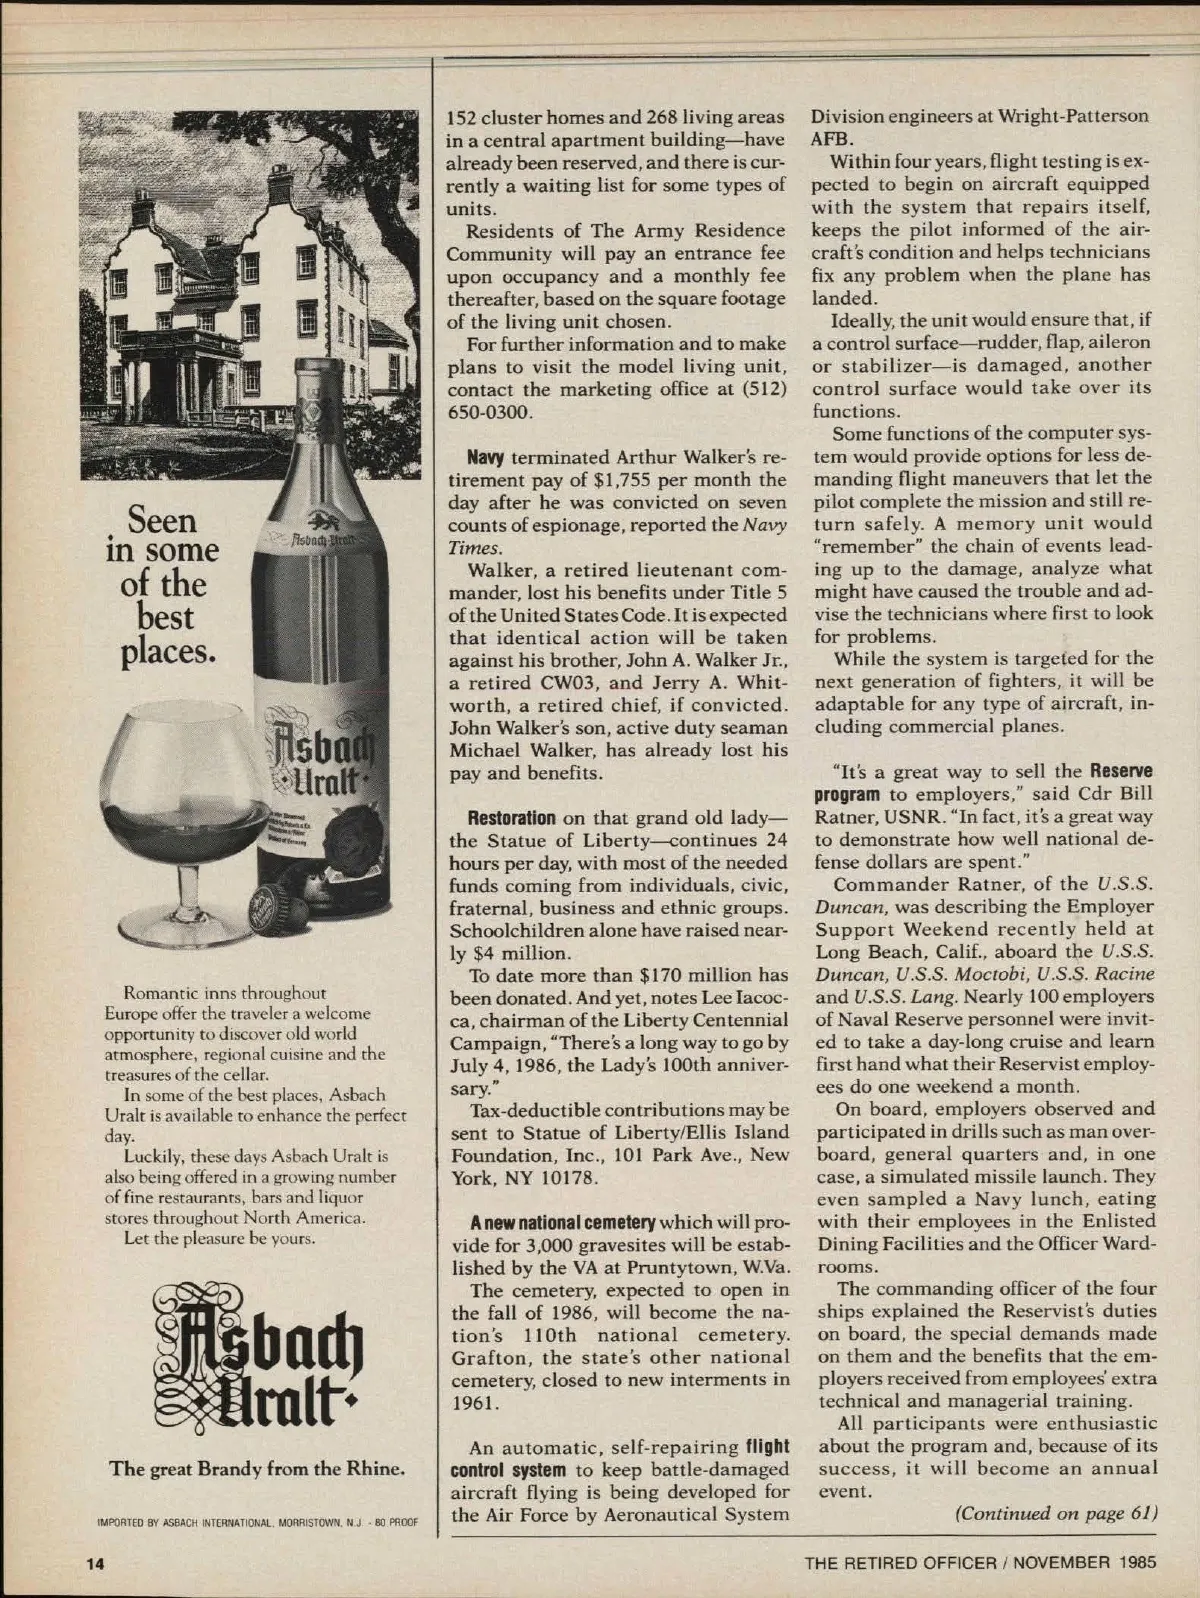 Seen
in some
of the
best
places.
Asbach Uralt
Asbach
Uralt
Romantic inns throughout
Europe offer the traveler a welcome
opportunity to discover old world
atmosphere, regional cuisine and the
treasures of the cellar.
In some of the best places, Asbach
Uralt is available to enhance the perfect
day.
Luckily, these days Asbach Uralt is
also being offered in a growing number
of fine restaurants, bars and liquor
stores throughout North America.
Let the pleasure be yours.
Asbach
Uralt
The great Brandy from the Rhine.
IMPORTED BY ASBACH INTERNATIONAL, MORRISTOWN, N.J. - 80 PROOF
152 cluster homes and 268 living areas
in a central apartment building—have
already been reserved, and there is cur-
rently a waiting list for some types of
units.
Residents of The Army Residence
Community will pay an entrance fee
upon occupancy and a monthly fee
thereafter, based on the square footage
of the living unit chosen.
For further information and to make
plans to visit the model living unit,
contact the marketing office at (512)
650-0300.
Navy terminated Arthur Walker's re-
tirement pay of $1,755 per month the
day after he was convicted on seven
counts of espionage, reported the Navy
Times.
Walker, a retired lieutenant com-
mander, lost his benefits under Title 5
of the United States Code. It is expected
that identical action will be taken
against his brother, John A. Walker Jr.,
a retired CW03, and Jerry A. Whit-
worth, a retired chief, if convicted.
John Walker's son, active duty seaman
Michael Walker, has already lost his
pay and benefits.
Restoration on that grand old lady—
the Statue of Liberty—continues 24
hours per day, with most of the needed
funds coming from individuals, civic,
fraternal, business and ethnic groups.
Schoolchildren alone have raised near-
ly $4 million.
To date more than $170 million has
been donated. And yet, notes Lee Iacoc-
ca, chairman of the Liberty Centennial
Campaign, "There's a long way to go by
July 4, 1986, the Lady's 100th anniver-
sary."
Tax-deductible contributions may be
sent to Statue of Liberty/Ellis Island
Foundation, Inc., 101 Park Ave., New
York, NY 10178.
A new national cemetery which will pro-
vide for 3,000 gravesites will be estab-
lished by the VA at Pruntytown, W.Va.
The cemetery, expected to open in
the fall of 1986, will become the na-
tion's 110th national cemetery.
Grafton, the state's other national
cemetery, closed to new interments in
1961.
An automatic, self-repairing flight
control system to keep battle-damaged
aircraft flying is being developed for
the Air Force by Aeronautical System
Division engineers at Wright-Patterson
AFB.
Within four years, flight testing is ex-
pected to begin on aircraft equipped
with the system that repairs itself,
keeps the pilot informed of the air-
craft's condition and helps technicians
fix any problem when the plane has
landed.
Ideally, the unit would ensure that, if
a control surface—rudder, flap, aileron
or stabilizer—is damaged, another
control surface would take over its
functions.
Some functions of the computer sys-
tem would provide options for less de-
manding flight maneuvers that let the
pilot complete the mission and still re-
turn safely. A memory unit would
"remember" the chain of events lead-
ing up to the damage, analyze what
might have caused the trouble and ad-
vise the technicians where first to look
for problems.
While the system is targeted for the
next generation of fighters, it will be
adaptable for any type of aircraft, in-
cluding commercial planes.
"It's a great way to sell the Reserve
program to employers," said Cdr Bill
Ratner, USNR. "In fact, it's a great way
to demonstrate how well national de-
fense dollars are spent."
Commander Ratner, of the U.S.S.
Duncan, was describing the Employer
Support Weekend recently held at
Long Beach, Calif., aboard the U.S.S.
Duncan, U.S.S. Moctobi, U.S.S. Racine
and U.S.S. Lang. Nearly 100 employers
of Naval Reserve personnel were invit-
ed to take a day-long cruise and learn
first hand what their Reservist employ-
ees do one weekend a month.
On board, employers observed and
participated in drills such as man over-
board, general quarters and, in one
case, a simulated missile launch. They
even sampled a Navy lunch, eating
with their employees in the Enlisted
Dining Facilities and the Officer Ward-
rooms.
The commanding officer of the four
ships explained the Reservist's duties
on board, the special demands made
on them and the benefits that the em-
ployers received from employees' extra
technical and managerial training.
All participants were enthusiastic
about the program and, because of its
success, it will become an annual
event.
(Continued on page 61)
14
THE RETIRED OFFICER / NOVEMBER 1985